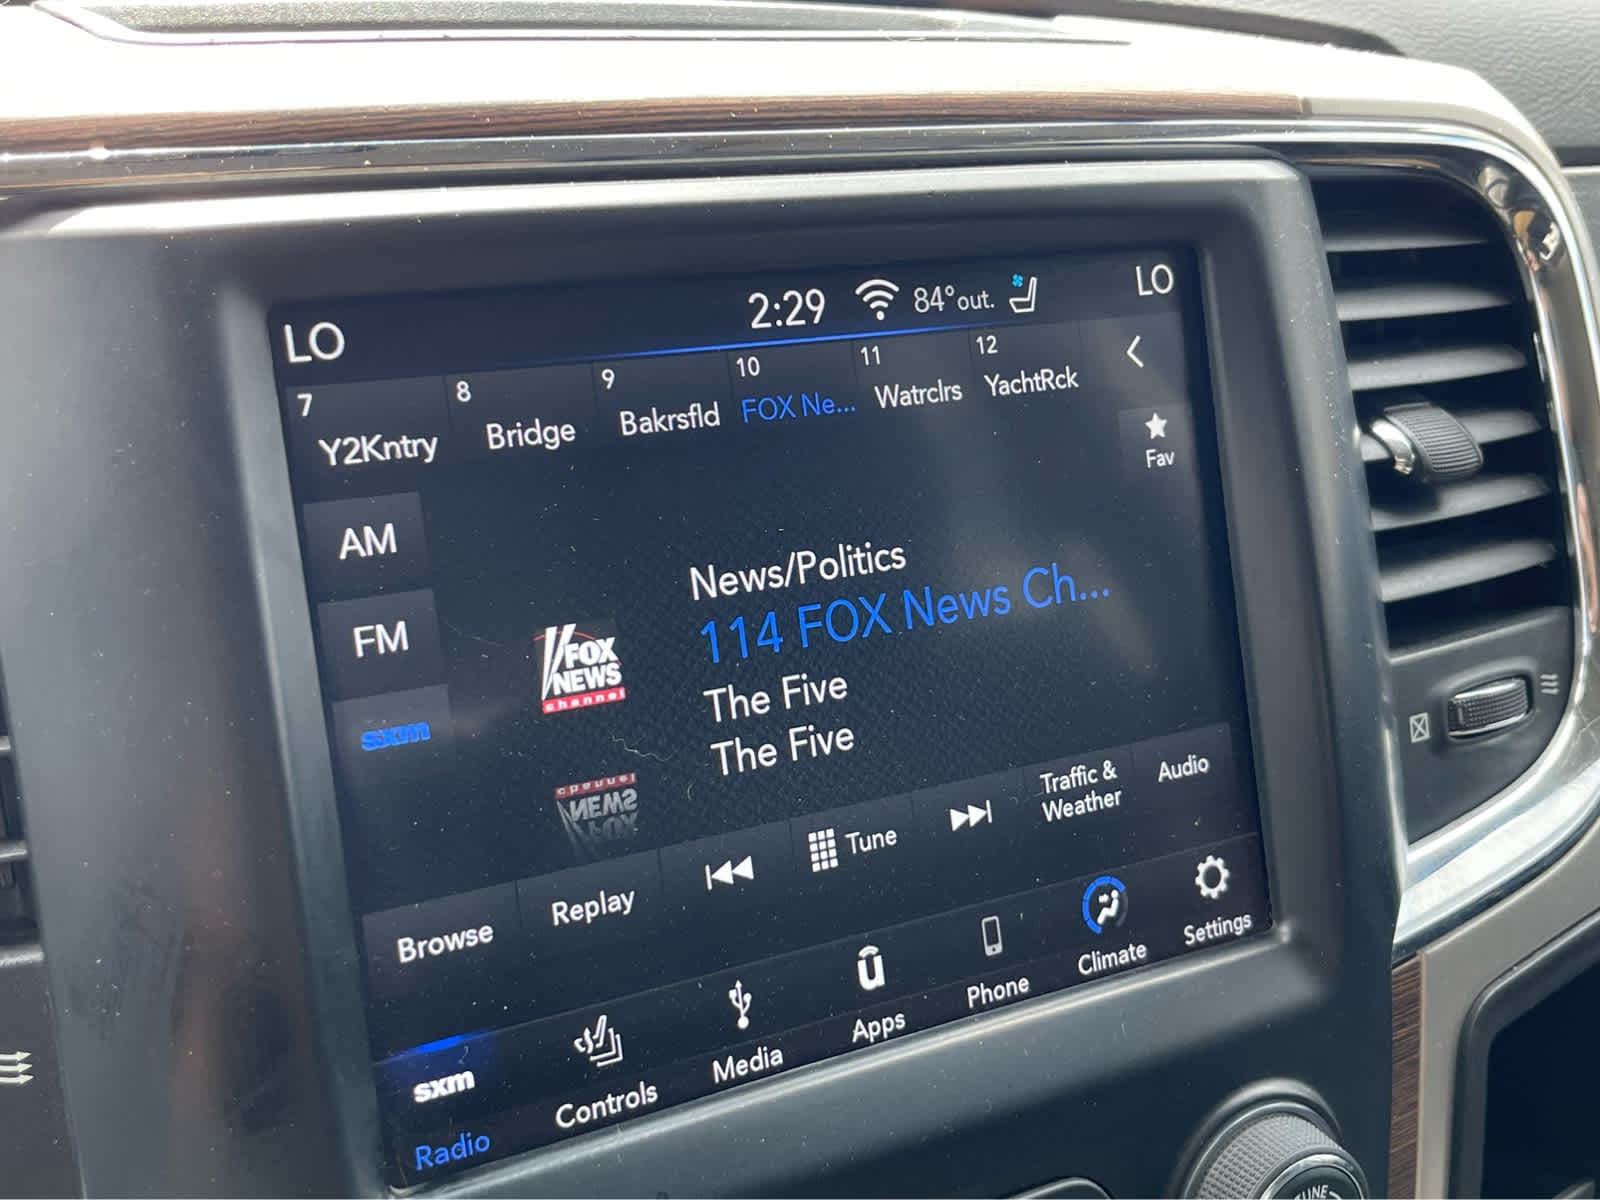 LO
2:29
84° out.
LO
7
Y2Kntry
8
Bridge
9
Bakrsfld
10
FOX Ne...
11
Watrclrs
12
YachtRck
Fav
AM
FM
sxm
FOX
NEWS
channel
News/Politics
114 FOX News Ch...
The Five
The Five
Browse
Replay
Tune
Traffic &
Weather
Audio
sxm
Radio
Controls
Media
Apps
Phone
Climate
Settings
TUNE